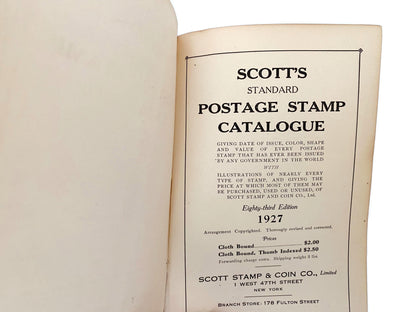 SCOTT'S
STANDARD
POSTAGE STAMP
CATALOGUE
GIVING DATE OF ISSUE, COLOR, SHAPE
AND VALUE OF EVERY POSTAGE
STAMP THAT HAS EVER BEEN ISSUED
BY ANY GOVERNMENT IN THE WORLD
WITH
ILLUSTRATIONS OF NEARLY EVERY
TYPE OF STAMP, AND GIVING THE
PRICE AT WHICH MOST OF THEM MAY
BE PURCHASED, USED OR UNUSED, OF
SCOTT STAMP AND COIN CO., Ltd.
Eighty-third Edition
1927
Arrangement Copyrighted. Thoroughly revised and corrected.
Prices
Cloth Bound $2.00
Cloth Bound, Thumb Indexed $2.50
Forwarding charge extra. Shipping weight 3 lbs.
SCOTT STAMP & COIN CO., Limited
1 WEST 47TH STREET
NEW YORK
BRANCH STORE: 178 FULTON STREET